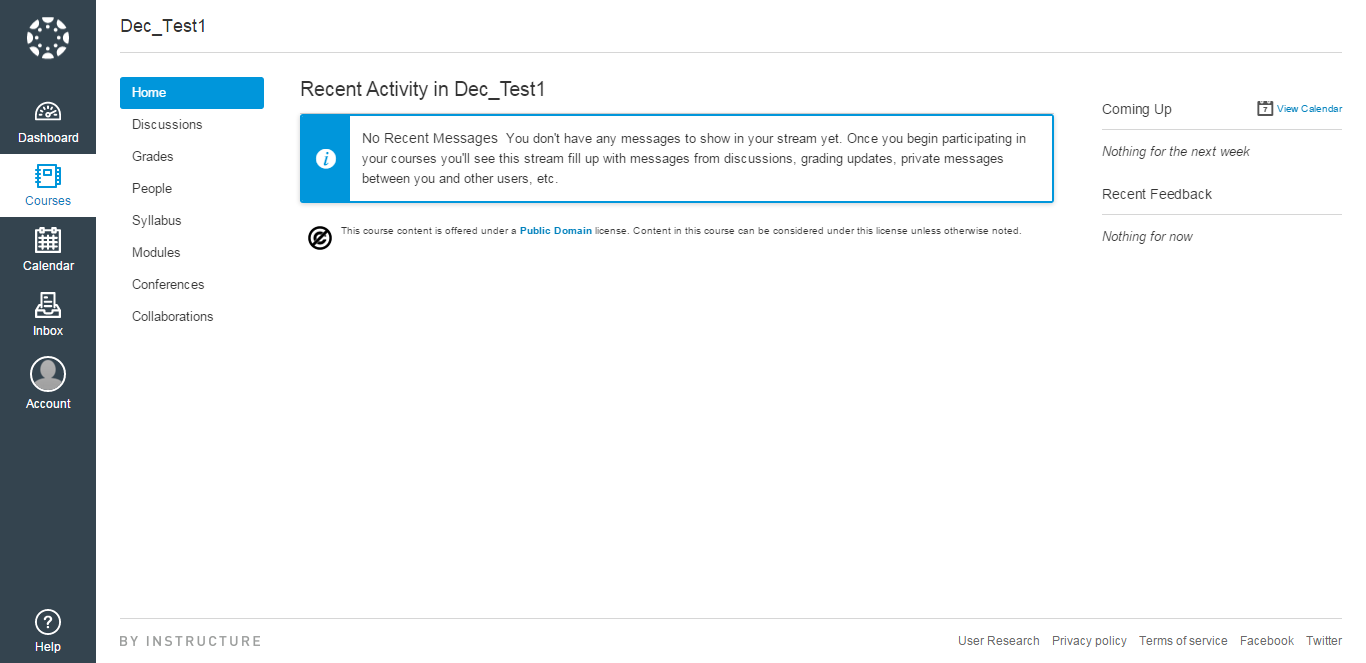 Dec_Test1
Dashboard
Courses
Calendar
Inbox
Account
Help
Home
Discussions
Grades
People
Syllabus
Modules
Conferences
Collaborations
Recent Activity in Dec_Test1
i
No Recent Messages You don't have any messages to show in your stream yet. Once you begin participating in
your courses you'll see this stream fill up with messages from discussions, grading updates, private messages
between you and other users, etc.
This course content is offered under a Public Domain license. Content in this course can be considered under this license unless otherwise noted.
Coming Up
7 View Calendar
Nothing for the next week
Recent Feedback
Nothing for now
BY INSTRUCTURE
User Research Privacy policy Terms of service Facebook Twitter